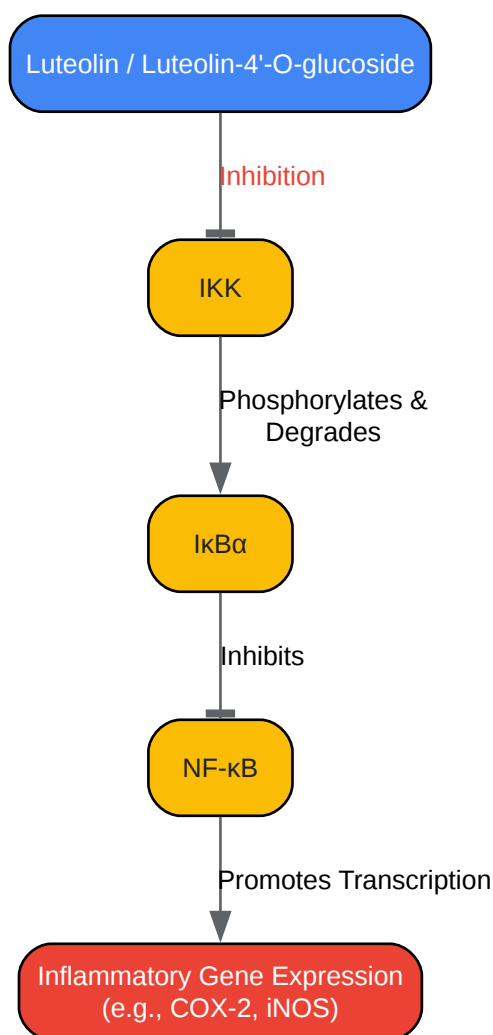 Luteolin / Luteolin-4'-O-glucoside
Inhibition
IKK
Phosphorylates &
Degrades
IκBα
Inhibits
NF-κB
Promotes Transcription
Inflammatory Gene Expression
(e.g., COX-2, iNOS)